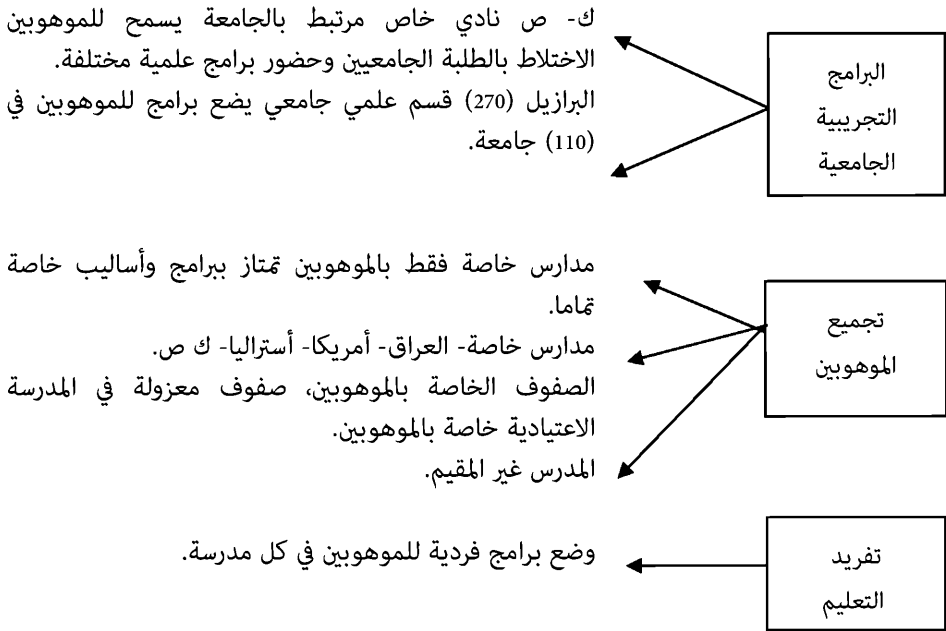 البرامج
التجريبية
الجامعية
ك- ص نادي خاص مرتبط بالجامعة يسمح للموهوبين
الاختلاط بالطلبة الجامعيين وحضور برامج علمية مختلفة.
البرازيل (270) قسم علمي جامعي يضع برامج للموهوبين في
(110) جامعة.
تجميع
الموهوبين
مدارس خاصة فقط بالموهوبين تمتاز ببرامج وأساليب خاصة
تماما.
مدارس خاصة- العراق- أمريكا- أستراليا- ك ص.
الصفوف الخاصة بالموهوبين، صفوف معزولة في المدرسة
الاعتيادية خاصة بالموهوبين.
المدرس غير المقيم.
تفريد
التعليم
وضع برامج فردية للموهوبين في كل مدرسة.